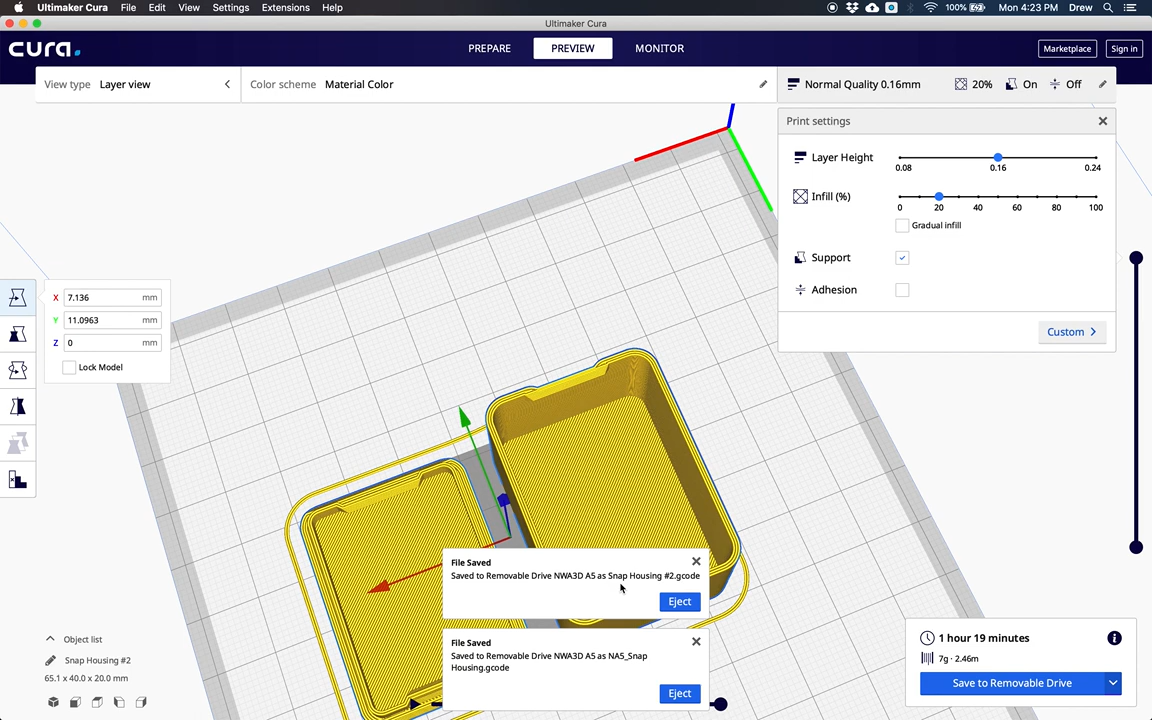 Ultimaker Cura File Edit View Settings Extensions Help 100% Mon 4:23 PM Drew
Ultimaker Cura
cura. PREPARE PREVIEW MONITOR Marketplace Sign in
View type Layer view Color scheme Material Color Normal Quality 0.16mm 20% On Off
Print settings
Layer Height
0.08 0.16 0.24
Infill (%)
0 20 40 60 80 100
Gradual infill
Support
Adhesion
Custom
X 7.136 mm
Y 11.0963 mm
Z 0 mm
Lock Model
File Saved
Saved to Removable Drive NWA3D A5 as Snap Housing #2.gcode
Eject
File Saved
Saved to Removable Drive NWA3D A5 as NA5_Snap
Housing.gcode
Eject
Object list
Snap Housing #2
65.1 x 40.0 x 20.0 mm
1 hour 19 minutes
7g · 2.46m
Save to Removable Drive